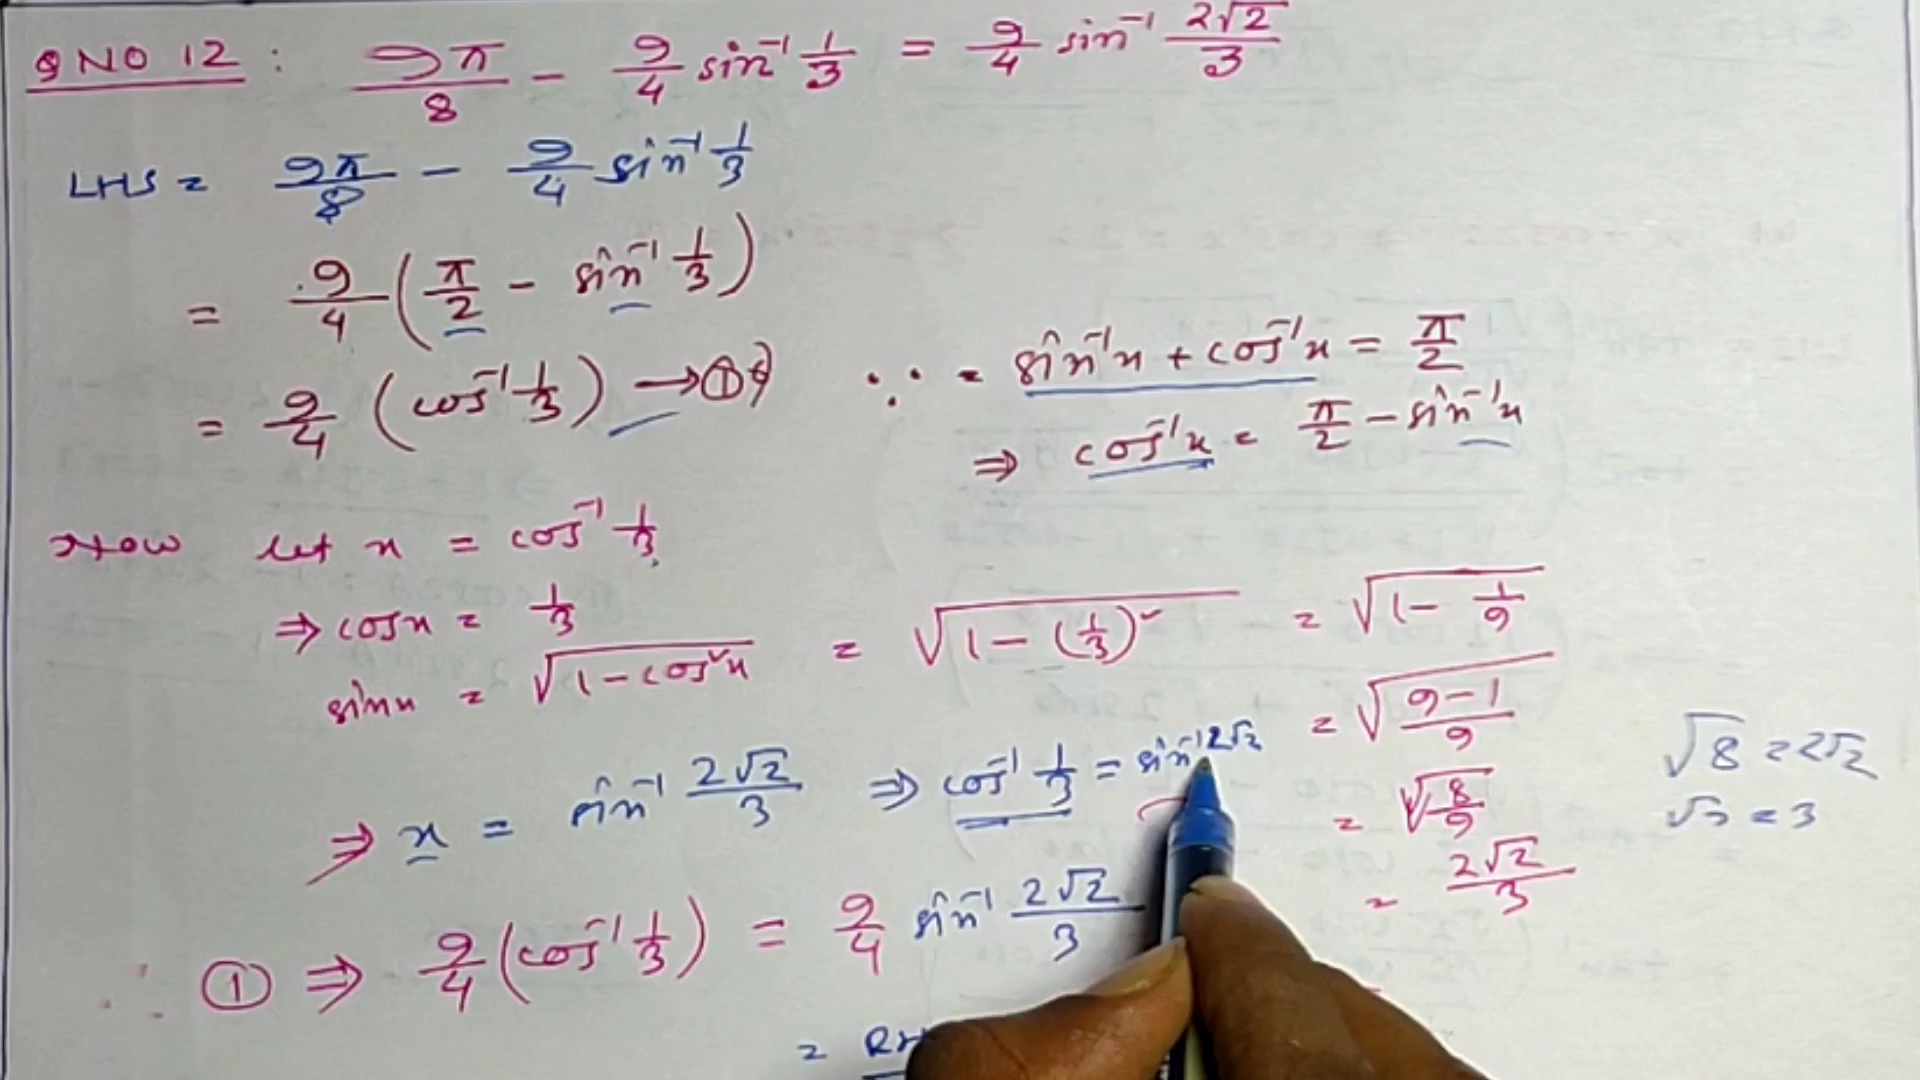 Q NO 12 : 9π/8 - 9/4 sin⁻¹ 1/3 = 9/4 sin⁻¹ 2√2/3
LHS = 9π/8 - 9/4 sin⁻¹ 1/3
= 9/4 (π/2 - sin⁻¹ 1/3)
= 9/4 (cos⁻¹ 1/3) → ①
∵ sin⁻¹x + cos⁻¹x = π/2
⇒ cos⁻¹x = π/2 - sin⁻¹x
Now let x = cos⁻¹ 1/3
⇒ cosx = 1/3
sinx = √(1 - cos²x) = √(1 - (1/3)²) = √(1 - 1/9)
= √((9-1)/9)
= √(8/9)
= 2√2/3
√8 = 2√2
√9 = 3
⇒ x = sin⁻¹ 2√2/3 ⇒ cos⁻¹ 1/3 = sin⁻¹ 2√2
∴ ① ⇒ 9/4 (cos⁻¹ 1/3) = 9/4 sin⁻¹ 2√2/3
=